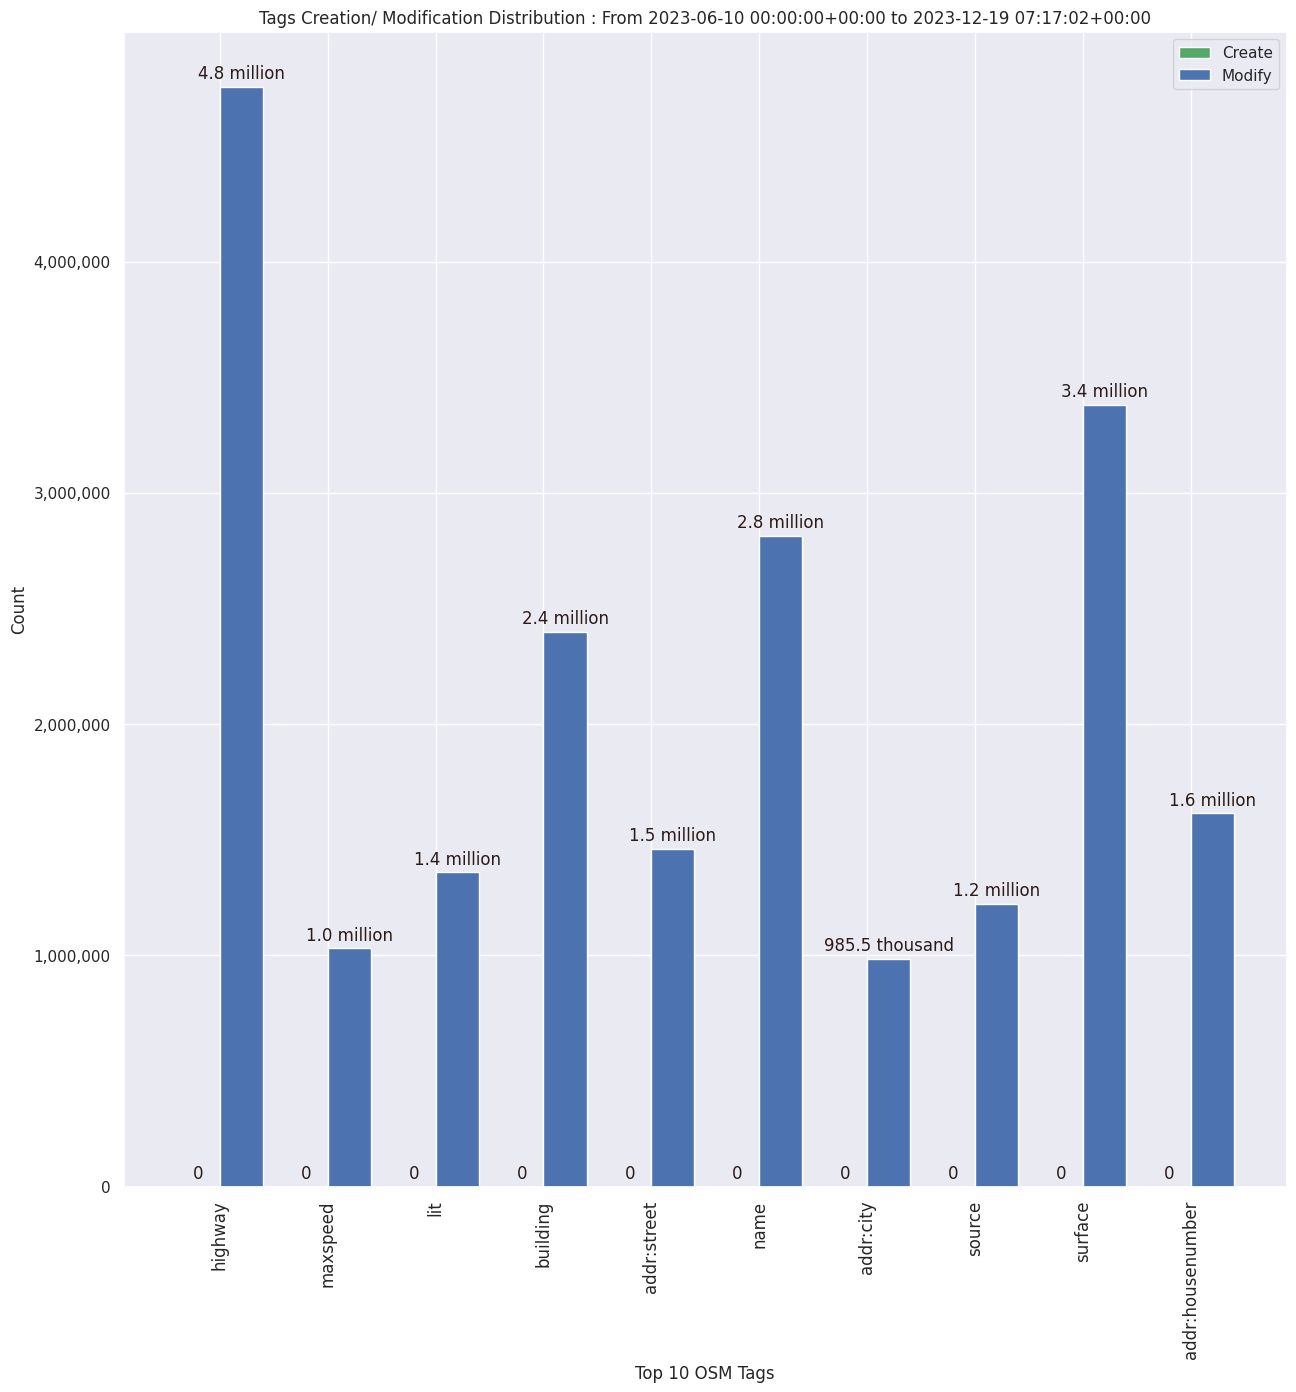 Tags Creation/ Modification Distribution : From 2023-06-10 00:00:00+00:00 to 2023-12-19 07:17:02+00:00
Create
Modify
4.8 million
1.0 million
1.4 million
2.4 million
1.5 million
2.8 million
985.5 thousand
1.2 million
3.4 million
1.6 million
0
0
0
0
0
0
0
0
0
0
4,000,000
3,000,000
2,000,000
1,000,000
0
Count
highway
maxspeed
lit
building
addr:street
name
addr:city
source
surface
addr:housenumber
Top 10 OSM Tags